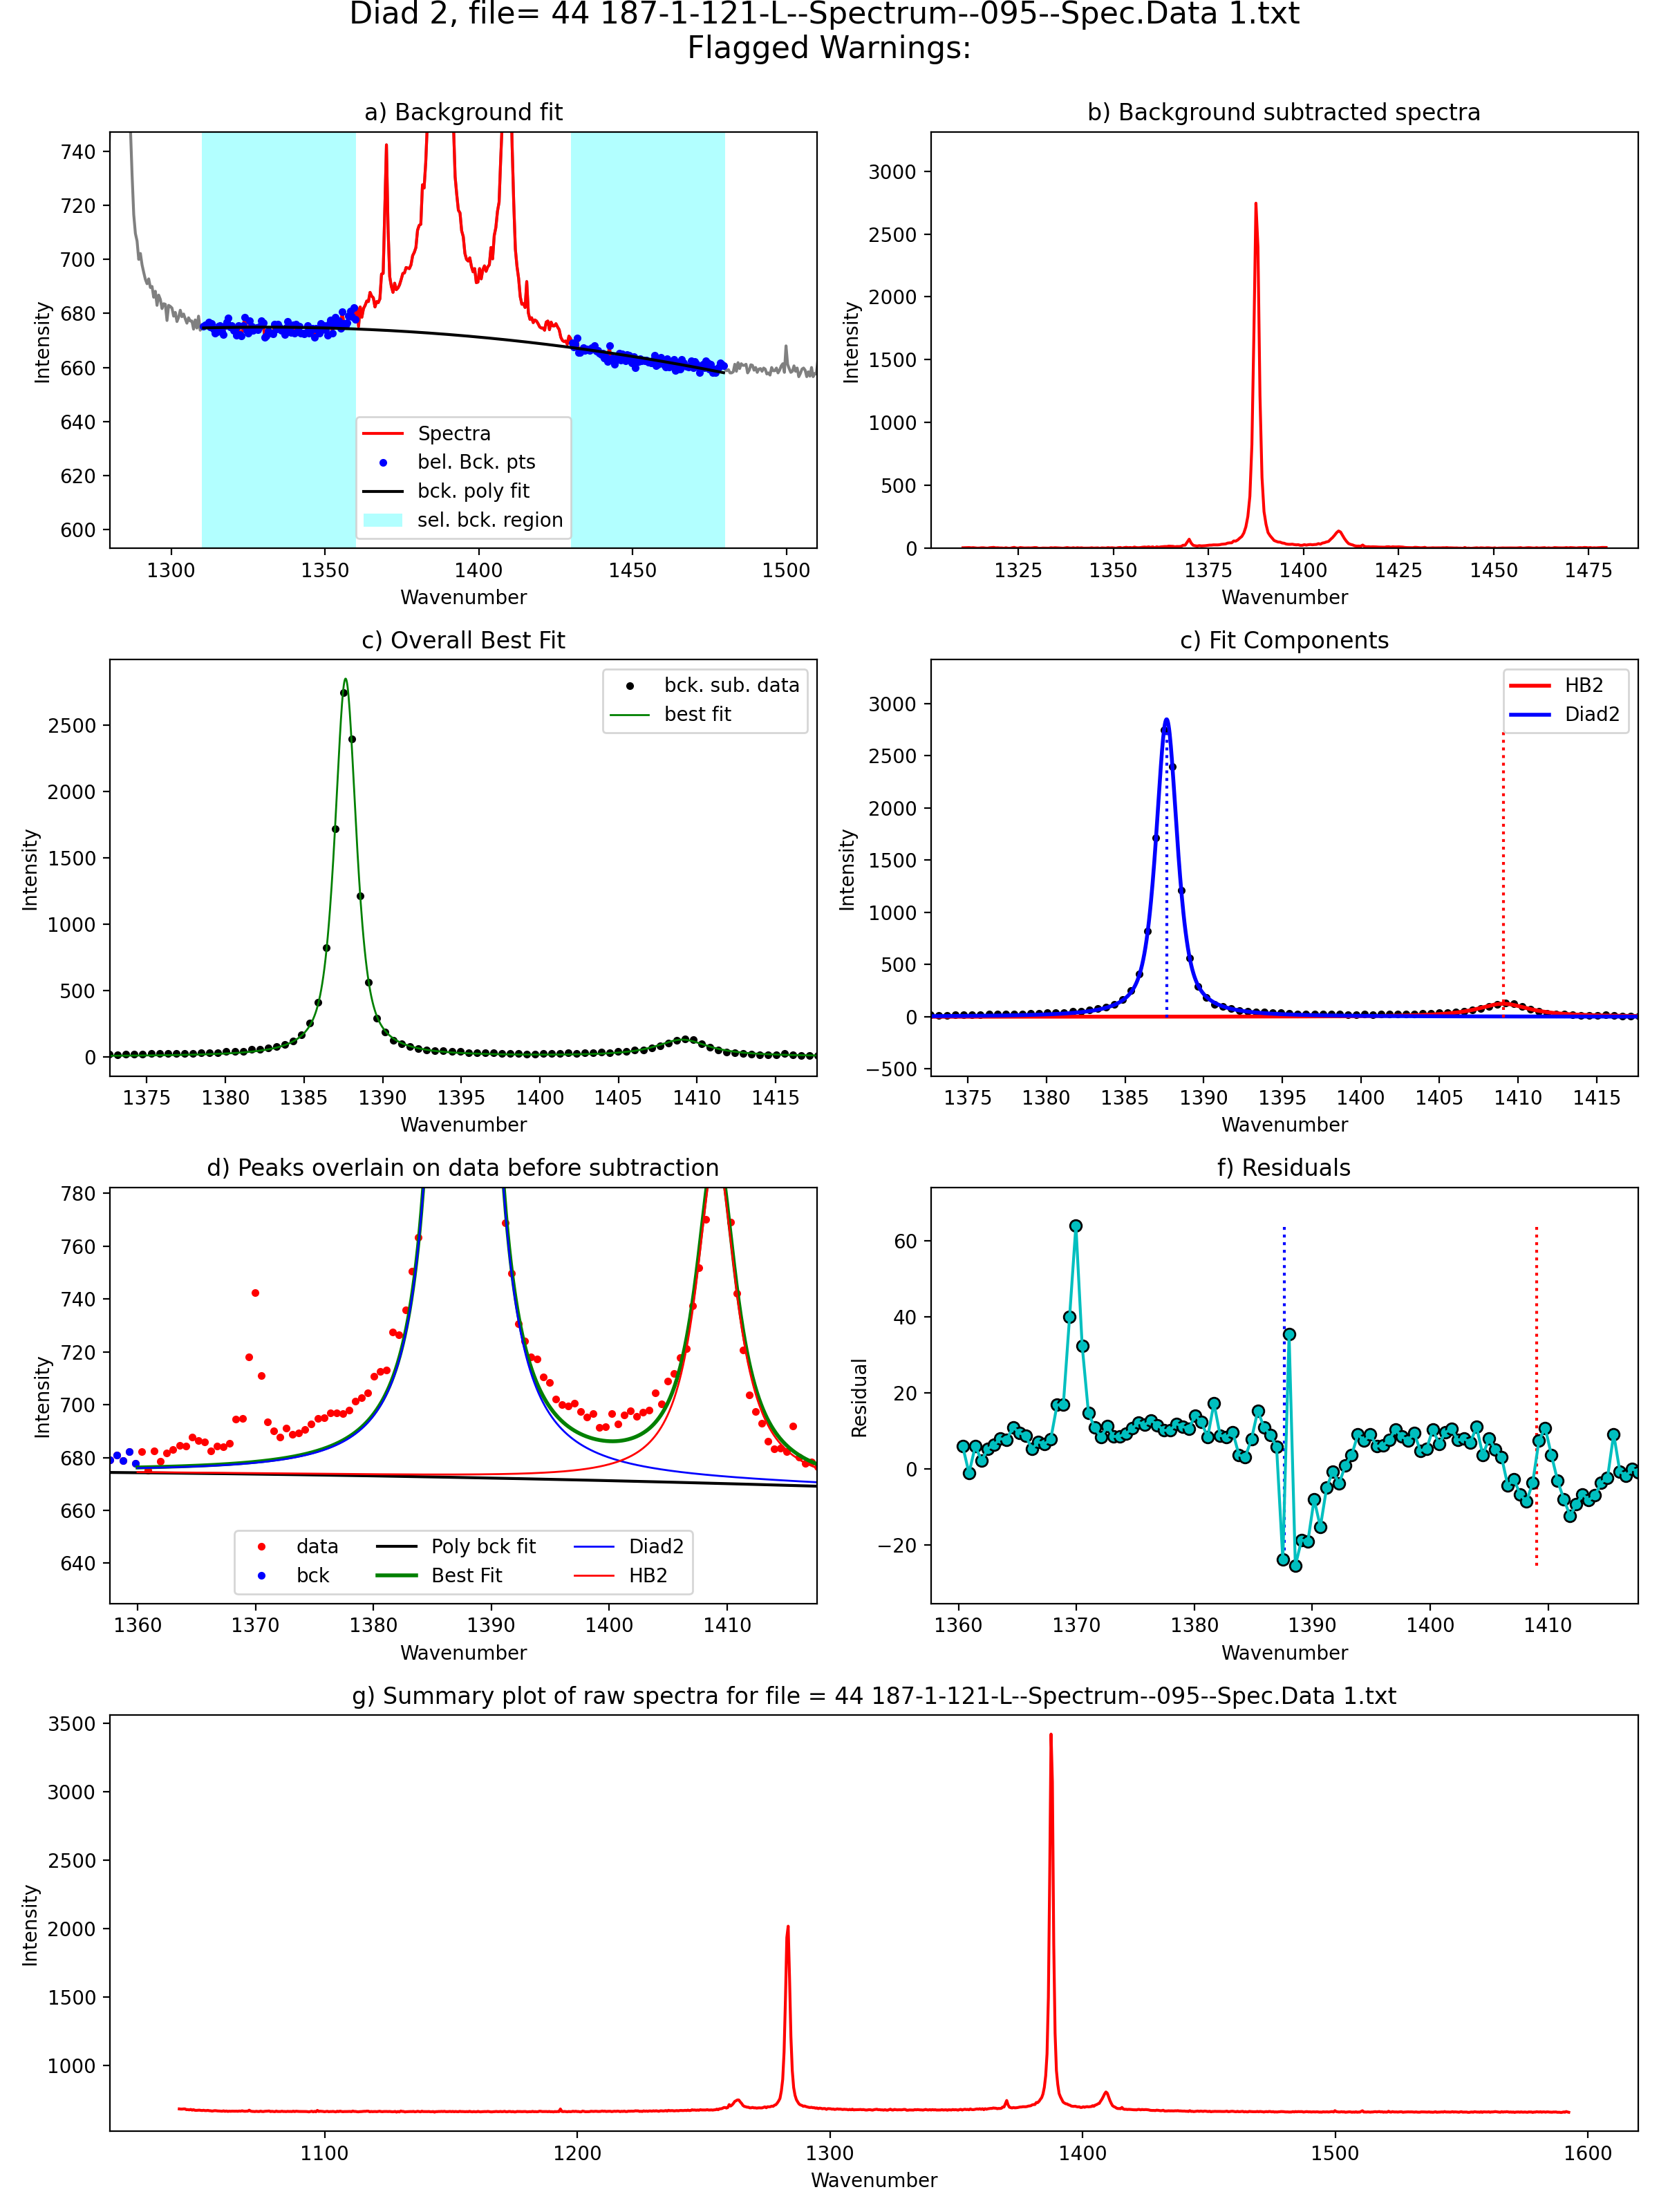 Diad 2, file= 44 187-1-121-L--Spectrum--095--Spec.Data 1.txt
Flagged Warnings:
a) Background fit
740
720
700
680
660
640
620
600
Intensity
1300 1350 1400 1450 1500
Wavenumber
Spectra
bel. Bck. pts
bck. poly fit
sel. bck. region
b) Background subtracted spectra
3000
2500
2000
1500
1000
500
0
Intensity
1325 1350 1375 1400 1425 1450 1475
Wavenumber
c) Overall Best Fit
2500
2000
1500
1000
500
0
Intensity
1375 1380 1385 1390 1395 1400 1405 1410 1415
Wavenumber
bck. sub. data
best fit
c) Fit Components
3000
2500
2000
1500
1000
500
0
−500
Intensity
1375 1380 1385 1390 1395 1400 1405 1410 1415
Wavenumber
HB2
Diad2
d) Peaks overlain on data before subtraction
780
760
740
720
700
680
660
640
Intensity
1360 1370 1380 1390 1400 1410
Wavenumber
data
bck
Poly bck fit
Best Fit
Diad2
HB2
f) Residuals
60
40
20
0
−20
Residual
1360 1370 1380 1390 1400 1410
Wavenumber
g) Summary plot of raw spectra for file = 44 187-1-121-L--Spectrum--095--Spec.Data 1.txt
3500
3000
2500
2000
1500
1000
Intensity
1100 1200 1300 1400 1500 1600
Wavenumber